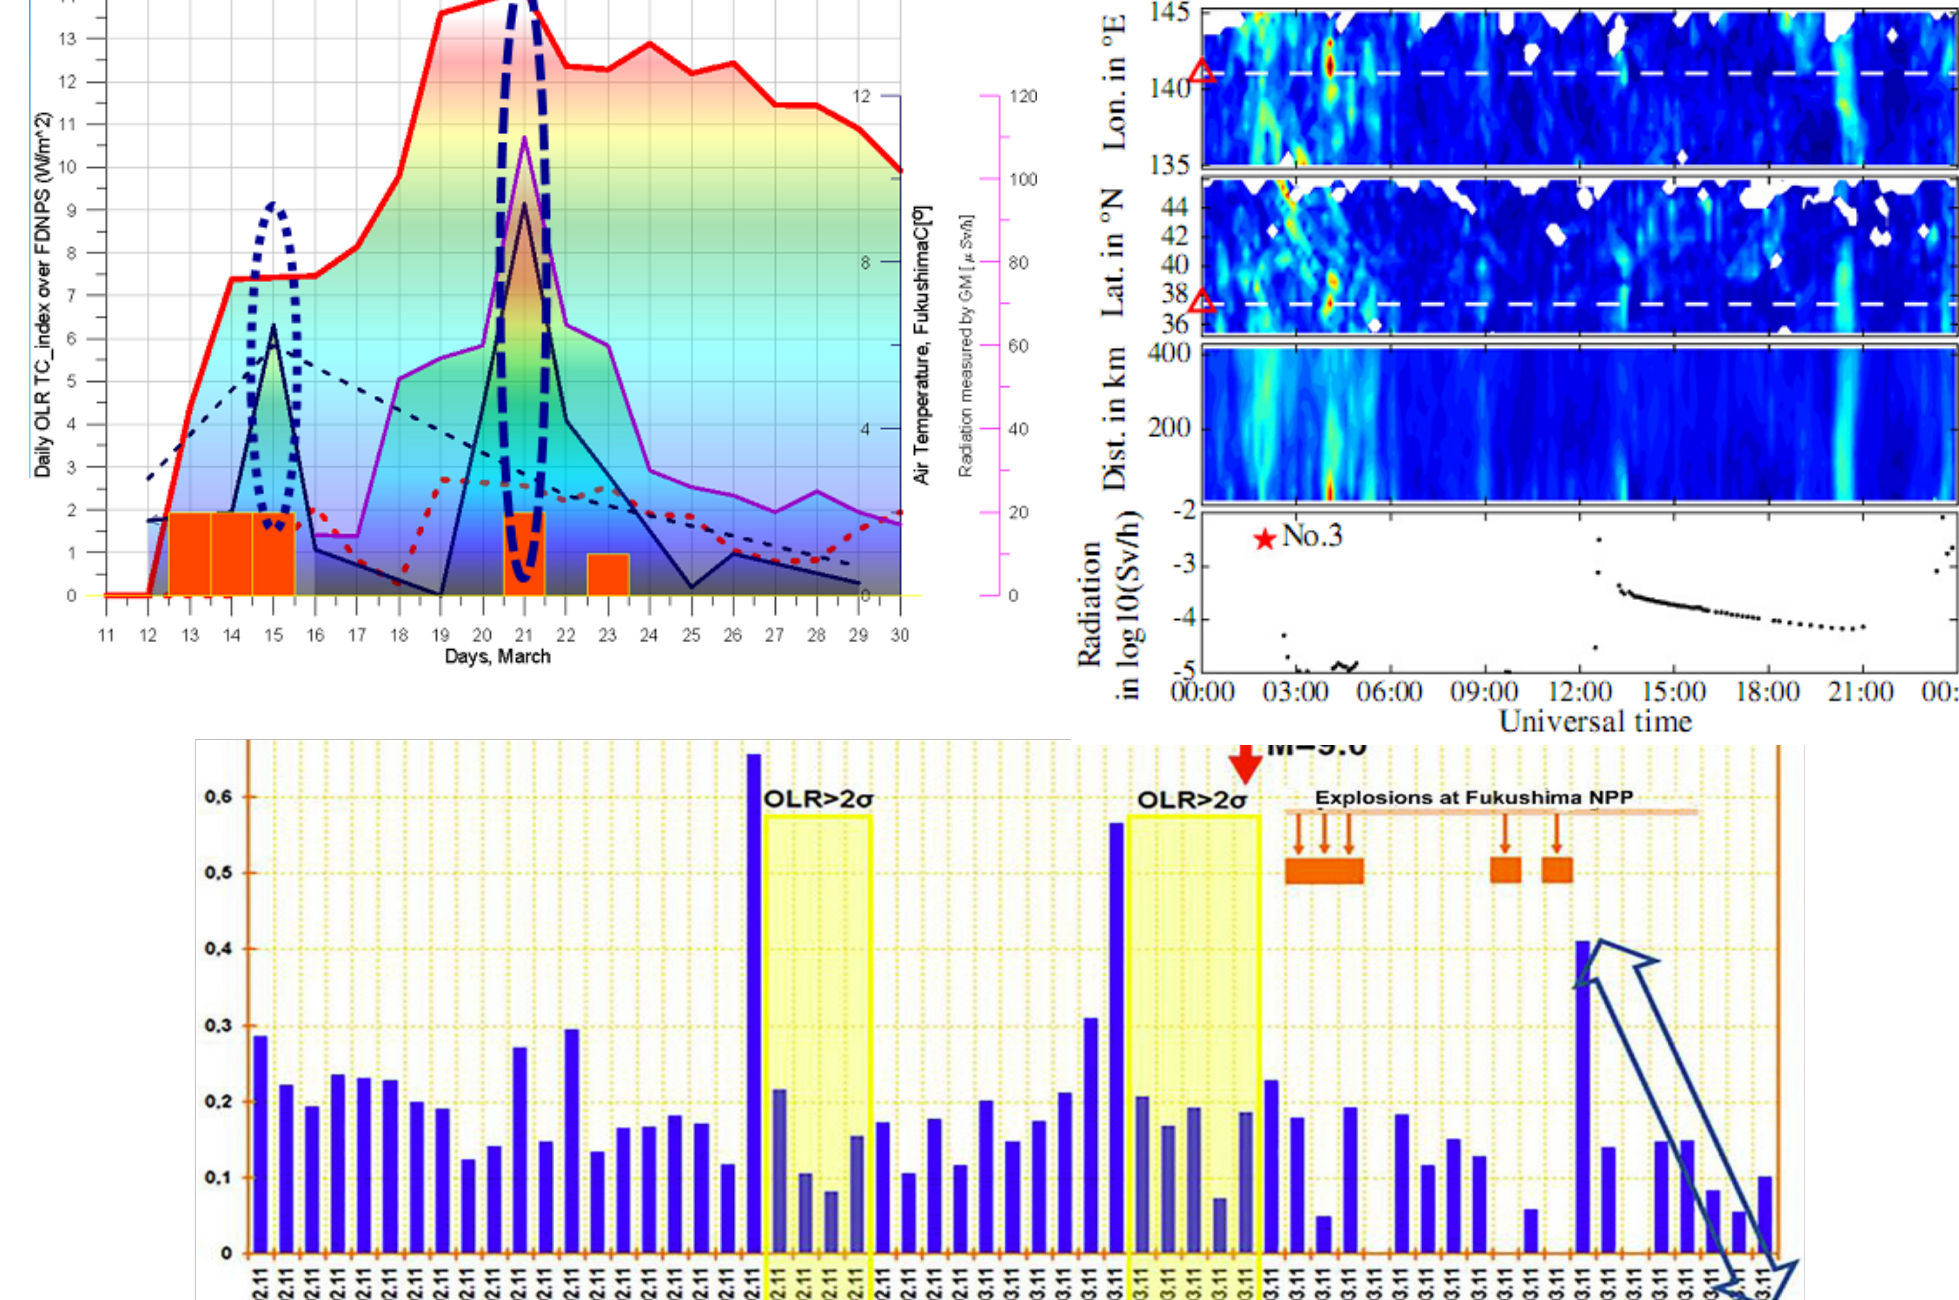 13
12
11
10
9
8
7
6
5
4
3
2
1
0
Daily OLR TC_index over FDNPS (W/m^2)
11 12 13 14 15 16 17 18 19 20 21 22 23 24 25 26 27 28 29 30
Days, March
12
8
4
0
Air Temperature, FukushimaC[º]
Radiation measured by GM [ μ Sv/h]
120
100
80
60
40
20
0
Lon. in °E
145
140
135
Lat. in °N
44
42
40
38
36
Dist. in km
400
200
Radiation
in log10(Sv/h)
-2
-3
-4
-5
No.3
00:00 03:00 06:00 09:00 12:00 15:00 18:00 21:00 00:
Universal time
M=9.0
OLR>2σ
OLR>2σ
Explosions at Fukushima NPP
0,6
0,5
0,4
0,3
0,2
0,1
0